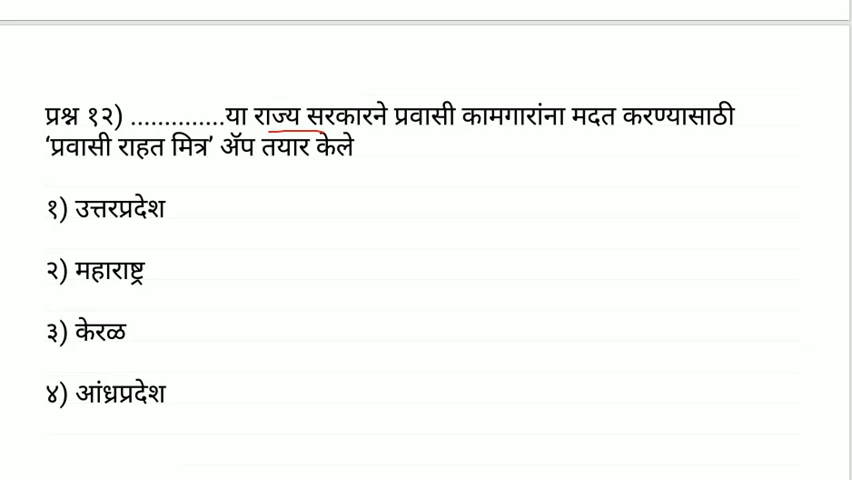 प्रश्न १२) ..............या राज्य सरकारने प्रवासी कामगारांना मदत करण्यासाठी
‘प्रवासी राहत मित्र’ ॲप तयार केले
१) उत्तरप्रदेश
२) महाराष्ट्र
३) केरळ
४) आंध्रप्रदेश